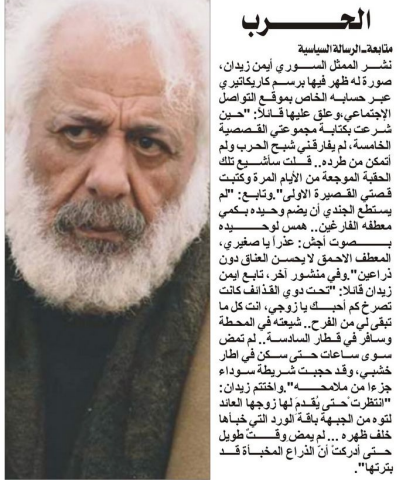 الحرب
متابعة ـ الرسالة السياسية
نشر الممثل السوري أيمن زيدان،
صورة له ظهر فيها برسم كاريكاتيري
عبر حسابه الخاص بموقع التواصل
الإجتماعي،وعلق عليها قائلاً: "حين
شرعت بكتابة مجموعتي القصصية
الخامسة، لم يفارقني شبح الحرب ولم
أتمكن من طرده.. قلت سأشيع تلك
الحقبة الموجعة من الأيام المرة وكتبت
قصتي القصيرة الاولى".وتابع: "لم
يستطع الجندي أن يضم وحيده بكمي
معطفه الفارغين.. همس لوحيده
بصوت أجش: عذراً يا صغيري،
المعطف الاحمق لا يحسن العناق دون
ذراعين".وفي منشور آخر، تابع ايمن
زيدان قائلا: "تحت دوي القذائف كانت
تصرخ كم أحبك يا زوجي، انت كل ما
تبقى لي من الفرح.. شيعته في المحطة
وسافر في قطار السادسة.. لم تمض
سوى ساعات حتى سكن في اطار
خشبي، وقد حجبت شريطة سوداء
جزءا من ملامحه ".واختتم زيدان:
"انتظرت حتى يُقدم لها زوجها العائد
لتوه من الجبهة باقة الورد التي خبأها
خلف ظهره ... لم يمض وقت طويل
حتى أدركت أنّ الذراع المخبأة قد
بترتها".